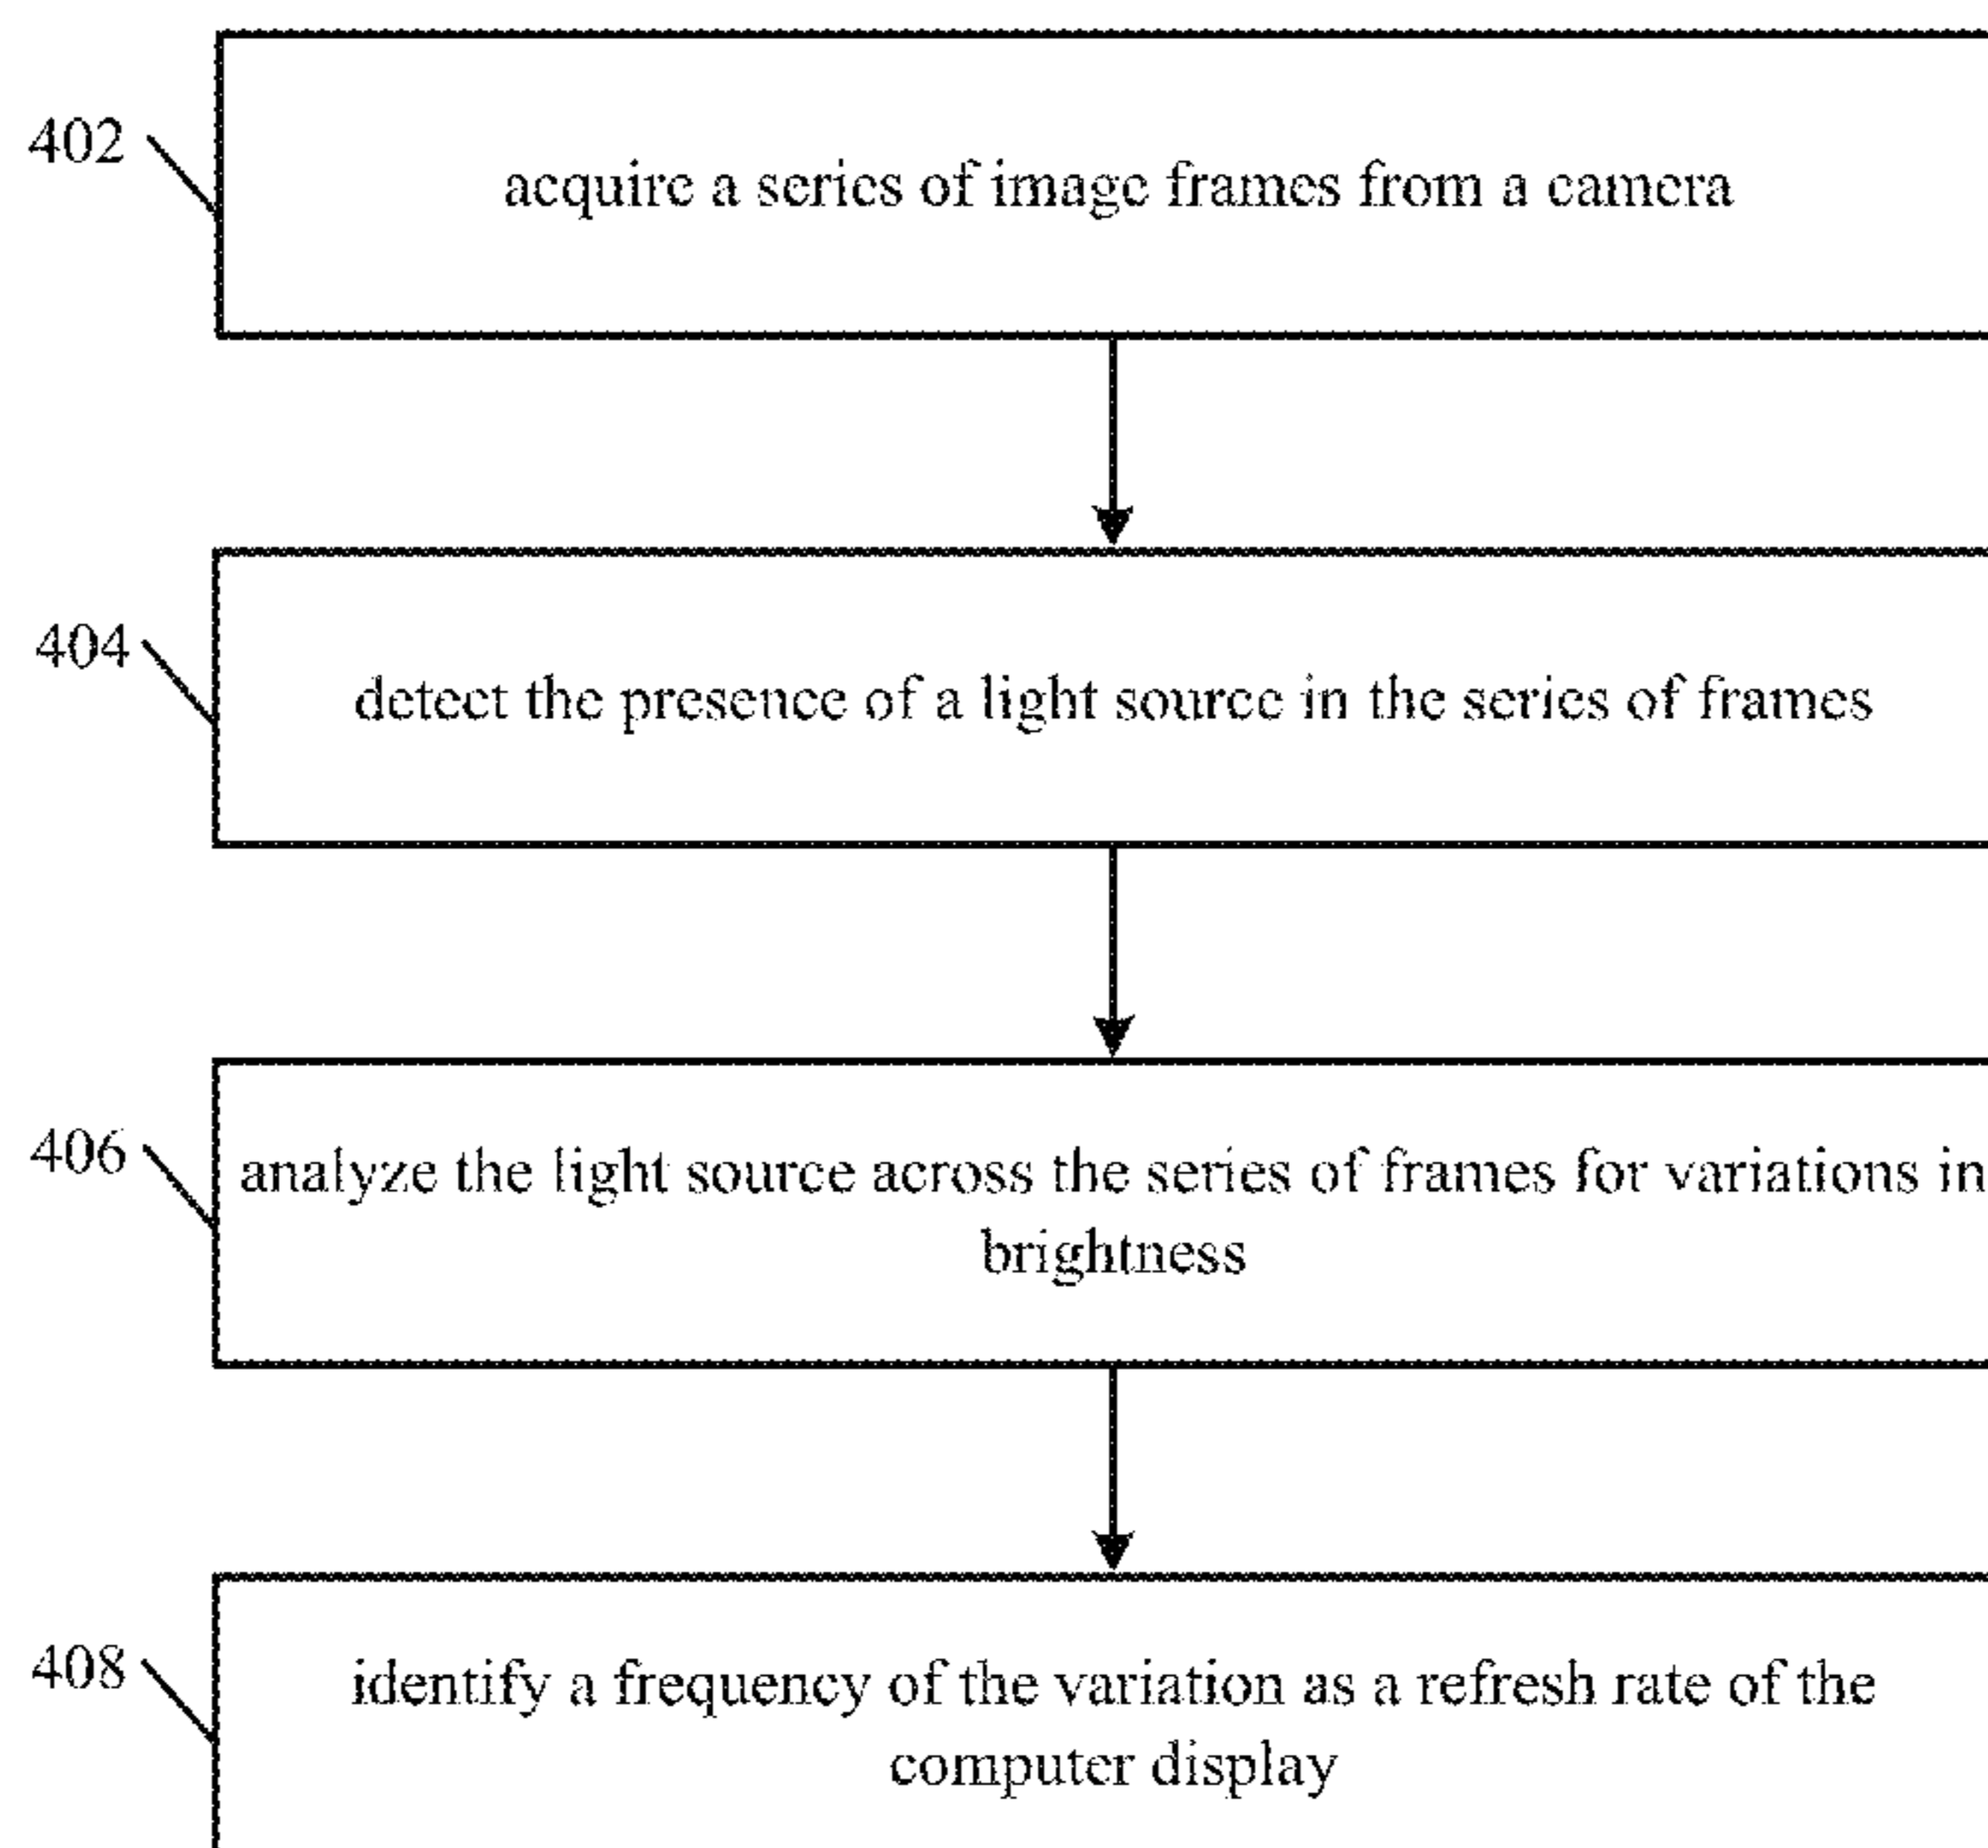 402
acquire a series of image frames from a camera
404
detect the presence of a light source in the series of frames
406
analyze the light source across the series of frames for variations in
brightness
408
identify a frequency of the variation as a refresh rate of the
computer display